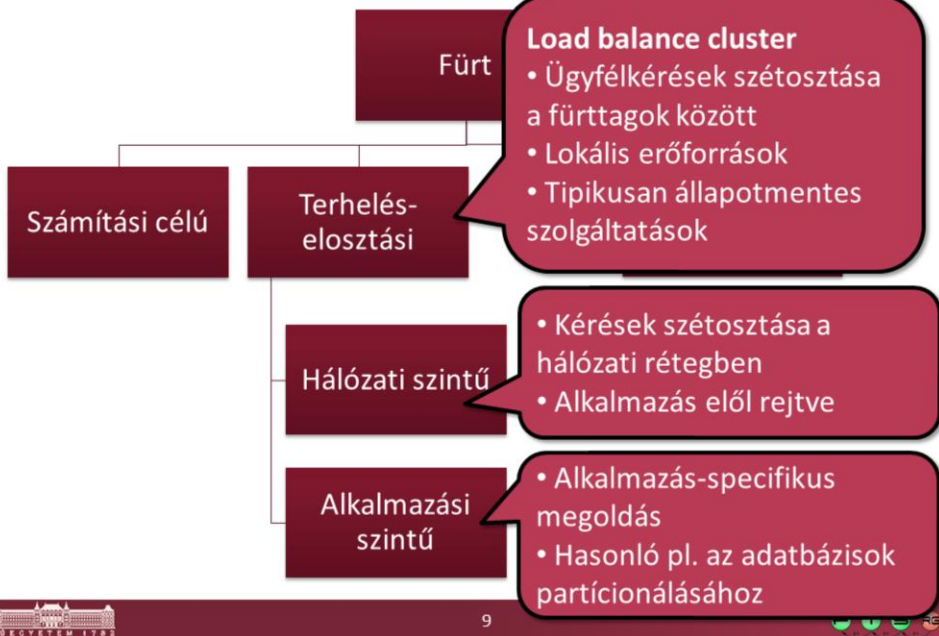 Fürt
Load balance cluster
• Ügyfélkérések szétosztása
a fürttagok között
• Lokális erőforrások
• Tipikusan állapotmentes
szolgáltatások
Számítási célú
Terhelés-
elosztási
Hálózati szintű
• Kérések szétosztása a
hálózati rétegben
• Alkalmazás elől rejtve
Alkalmazási
szintű
• Alkalmazás-specifikus
megoldás
• Hasonló pl. az adatbázisok
partícionálásához
9